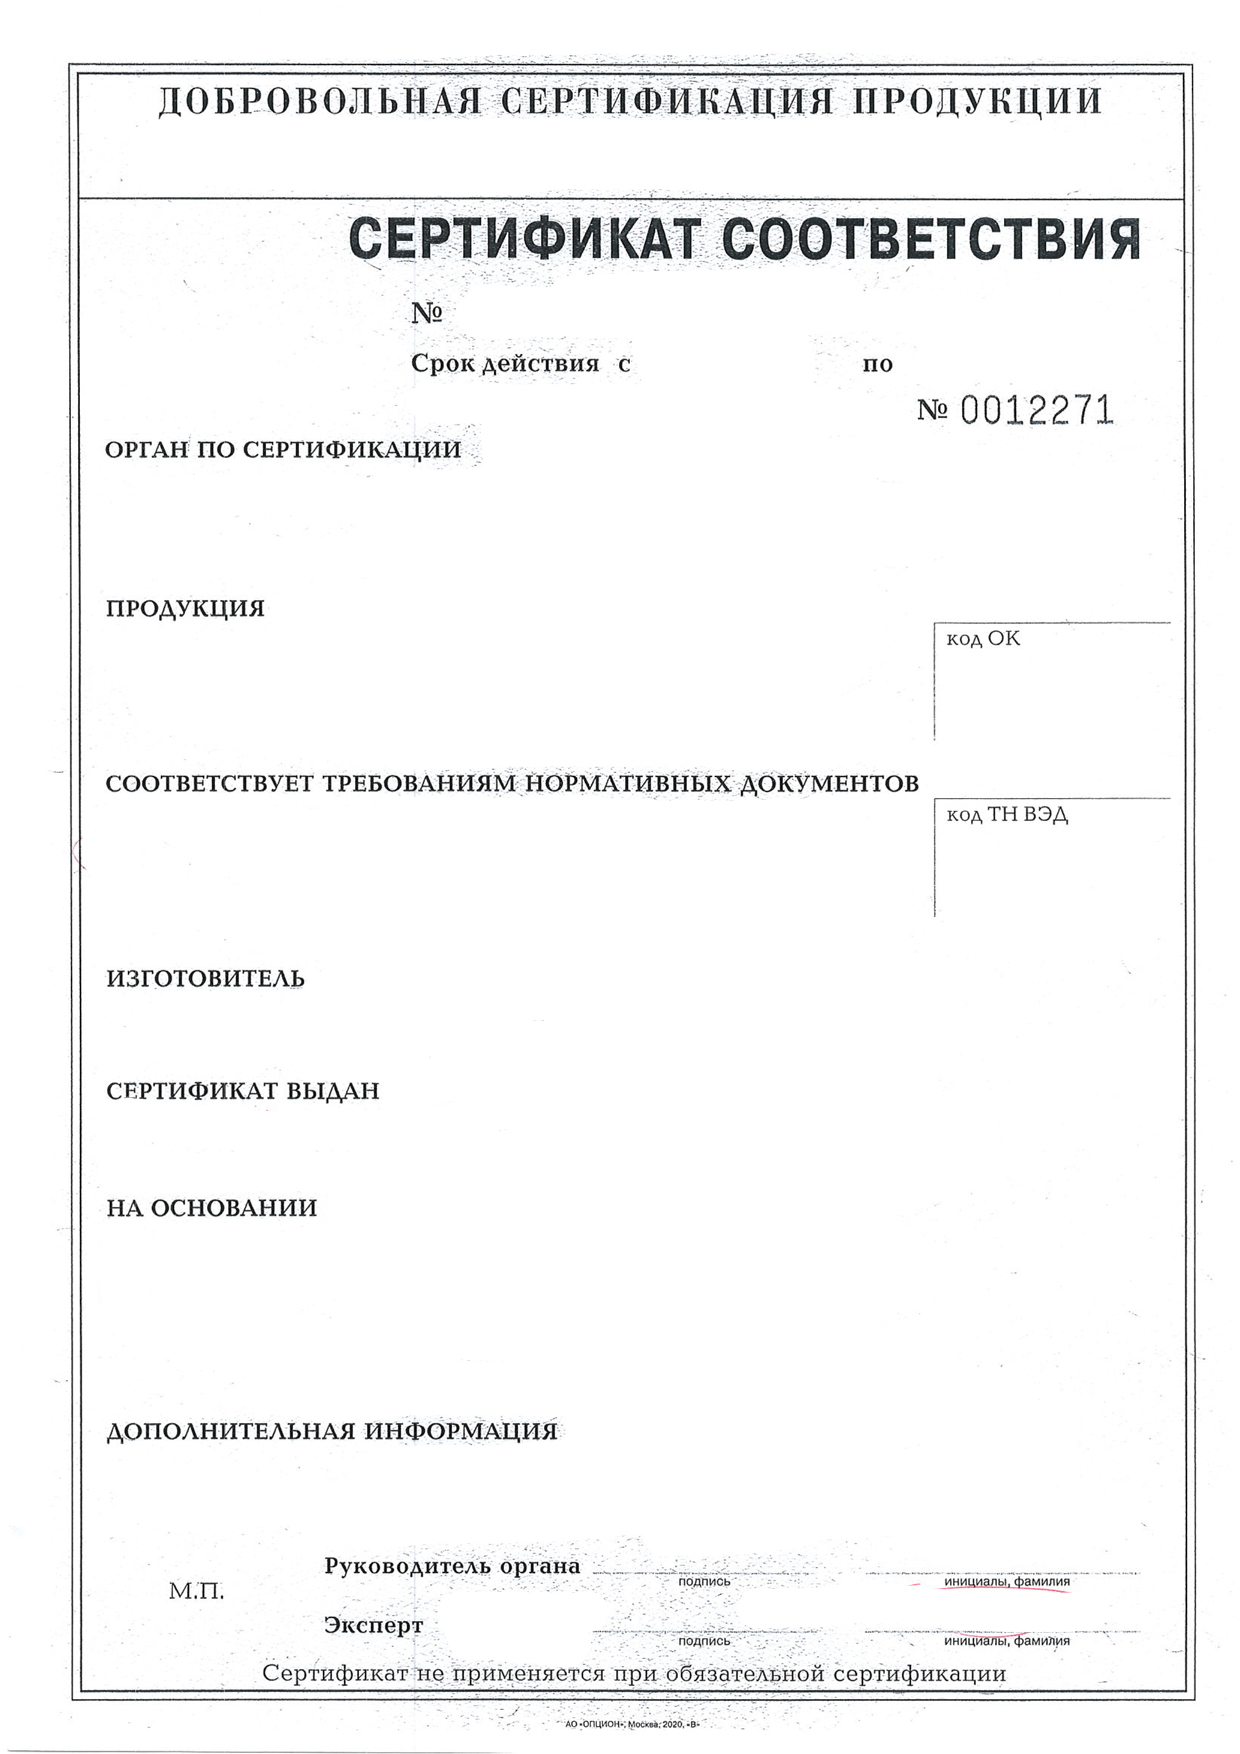 ДОБРОВОЛЬНАЯ СЕРТИФИКАЦИЯ ПРОДУКЦИИ
СЕРТИФИКАТ СООТВЕТСТВИЯ
№
Срок действия с по
№ 0012271
ОРГАН ПО СЕРТИФИКАЦИИ
ПРОДУКЦИЯ
код ОК
СООТВЕТСТВУЕТ ТРЕБОВАНИЯМ НОРМАТИВНЫХ ДОКУМЕНТОВ
код ТН ВЭД
ИЗГОТОВИТЕЛЬ
СЕРТИФИКАТ ВЫДАН
НА ОСНОВАНИИ
ДОПОЛНИТЕЛЬНАЯ ИНФОРМАЦИЯ
Руководитель органа
подпись инициалы, фамилия
М.П.
Эксперт
подпись инициалы, фамилия
Сертификат не применяется при обязательной сертификации
АО «ОПЦИОН», Москва, 2020, «В»